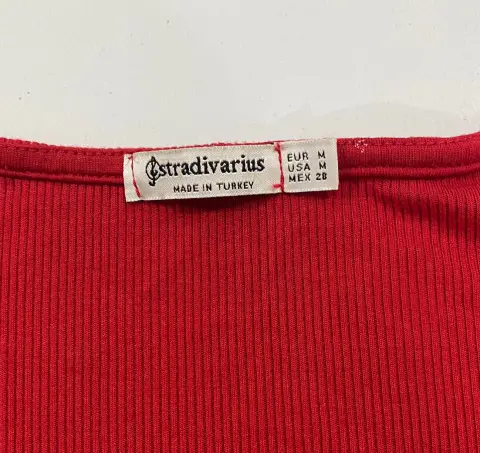 Stradivarius
MADE IN TURKEY
EUR M
USA M
MEX 28